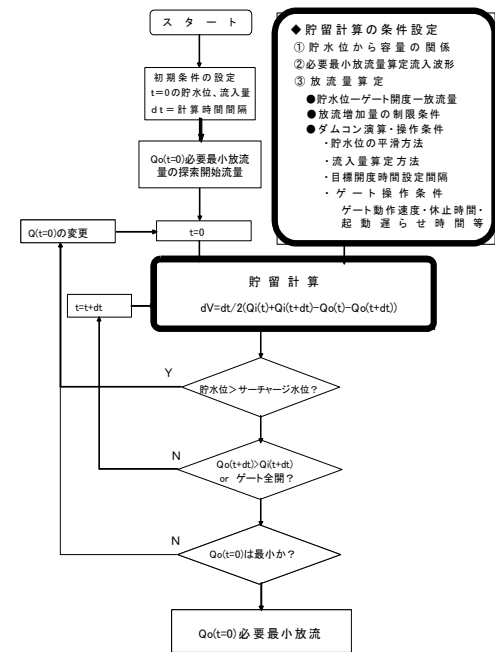 スタート
初期条件の設定
t=0の貯水位、流入量
dt=計算時間間隔
Qo(t=0)必要最小放流
量の探索開始流量
◆貯留計算の条件設定
①貯水位から容量の関係
②必要最小放流量算定流入波形
③放流量算定
●貯水位ーゲート開度ー放流量
●放流増加量の制限条件
●ダムコン演算・操作条件
・貯水位の平滑方法
・流入量算定方法
・目標開度時間設定間隔
・ゲート操作条件
ゲート動作速度・休止時間・
起動遅らせ時間等
Q(t=0)の変更
t=0
貯留計算
dV=dt/2(Qi(t)+Qi(t+dt)-Qo(t)-Qo(t+dt))
t=t+dt
Y
貯水位>サーチャージ水位?
N
Qo(t+dt)>Qi(t+dt)
or ゲート全開?
N
Qo(t=0)は最小か?
Qo(t=0)必要最小放流